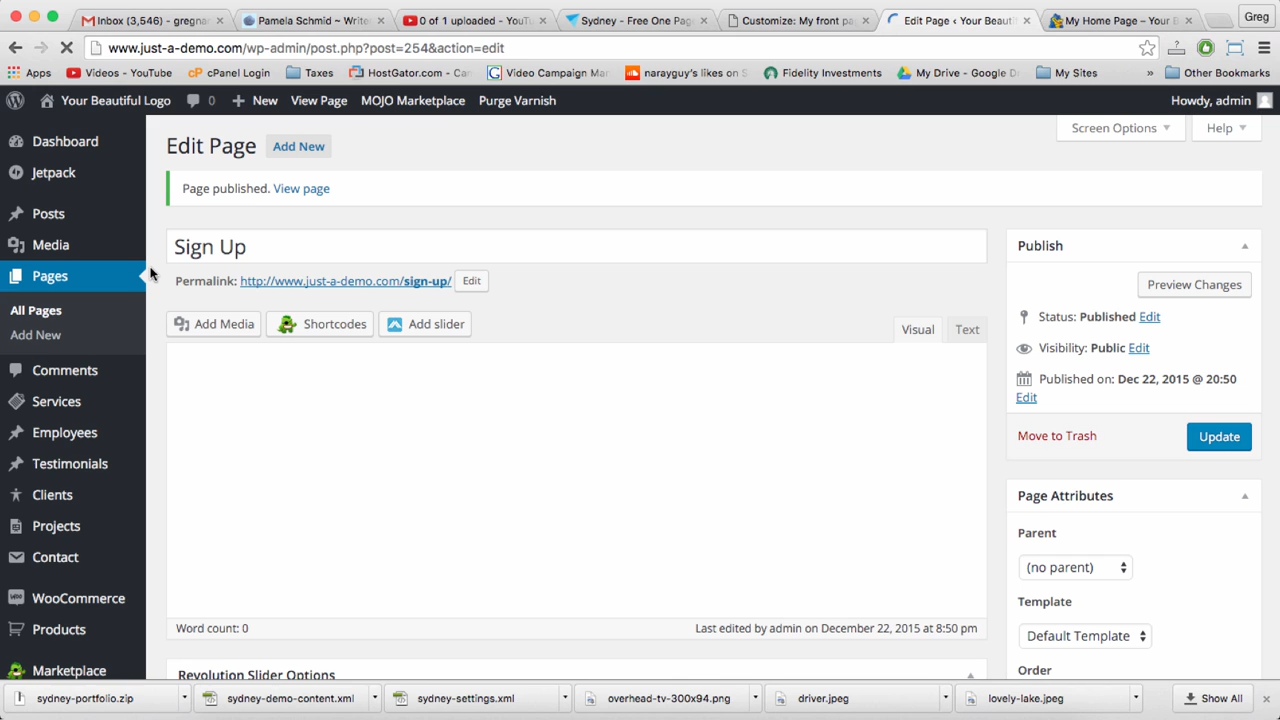 Inbox (3,546) - gregnar
Pamela Schmid – Write
0 of 1 uploaded - YouTu
Sydney - Free One Page
Customize: My front pa
Edit Page ‹ Your Beauti
My Home Page – Your B
Greg
www.just-a-demo.com/wp-admin/post.php?post=254&action=edit
Apps
Videos - YouTube
cPanel Login
Taxes
HostGator.com - Ca
Video Campaign Ma
narayguy's likes on S
Fidelity Investments
My Drive - Google D
My Sites
»
Other Bookmarks
Your Beautiful Logo
0
New
View Page
MOJO Marketplace
Purge Varnish
Howdy, admin
Dashboard
Jetpack
Posts
Media
Pages
All Pages
Add New
Comments
Services
Employees
Testimonials
Clients
Projects
Contact
WooCommerce
Products
Marketplace
Screen Options
Help
Edit Page
Add New
Page published. View page
Sign Up
Permalink: http://www.just-a-demo.com/sign-up/ Edit
Add Media
Shortcodes
Add slider
Visual
Text
Word count: 0
Last edited by admin on December 22, 2015 at 8:50 pm
Revolution Slider Options
Publish
Preview Changes
Status: Published Edit
Visibility: Public Edit
Published on: Dec 22, 2015 @ 20:50
Edit
Move to Trash
Update
Page Attributes
Parent
(no parent)
Template
Default Template
Order
sydney-portfolio.zip
sydney-demo-content.xml
sydney-settings.xml
overhead-tv-300x94.png
driver.jpeg
lovely-lake.jpeg
Show All